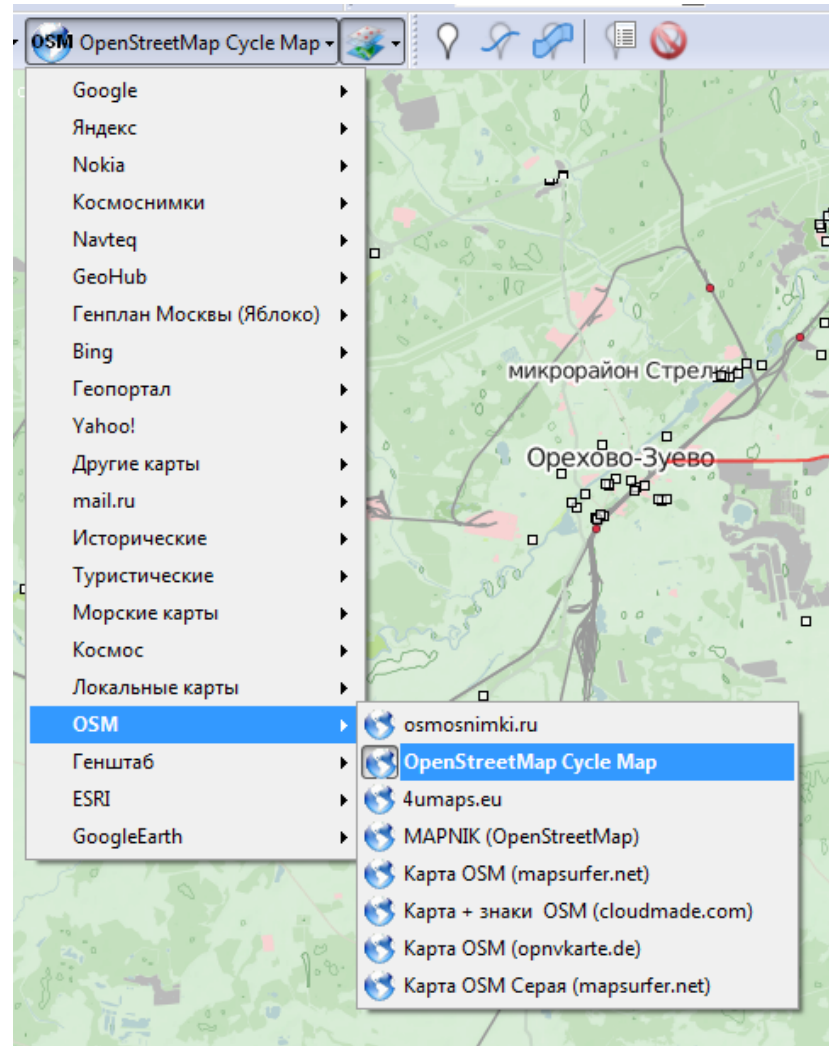 OSM OpenStreetMap Cycle Map
Google
Яндекс
Nokia
Космоснимки
Navteq
GeoHub
Генплан Москвы (Яблоко)
Bing
Геопортал
Yahoo!
Другие карты
mail.ru
Исторические
Туристические
Морские карты
Космос
Локальные карты
OSM
Генштаб
ESRI
GoogleEarth
osmosnimki.ru
OpenStreetMap Cycle Map
4umaps.eu
MAPNIK (OpenStreetMap)
Карта OSM (mapsurfer.net)
Карта + знаки OSM (cloudmade.com)
Карта OSM (opnvkarte.de)
Карта OSM Серая (mapsurfer.net)
микрорайон Стрелки
Орехово-Зуево